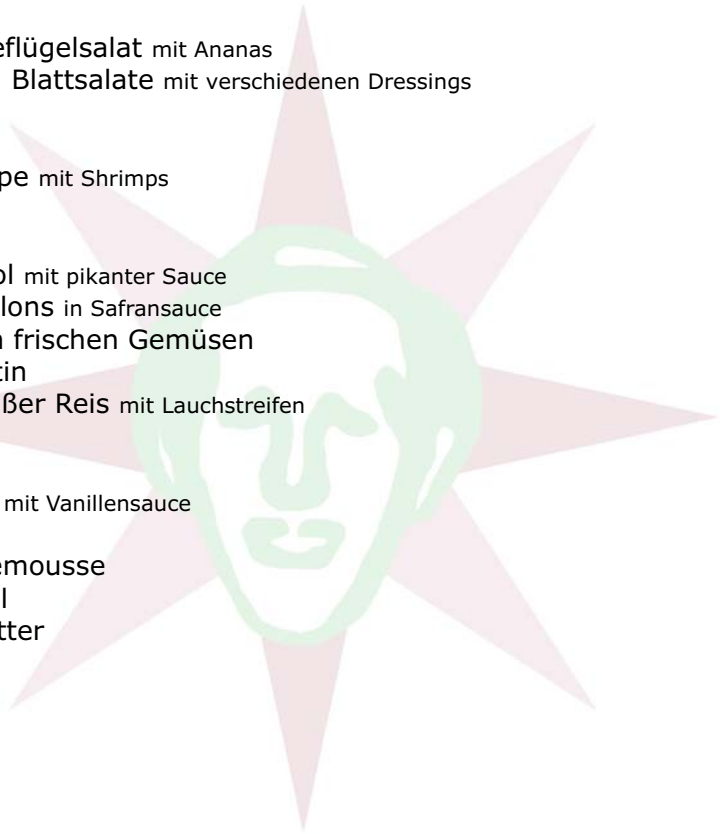 eflügelsalat mit Ananas
Blattsalate mit verschiedenen Dressings
pe mit Shrimps
ol mit pikanter Sauce
lons in Safransauce
n frischen Gemüsen
tin
ßer Reis mit Lauchstreifen
mit Vanillensauce
emousse
l
tter